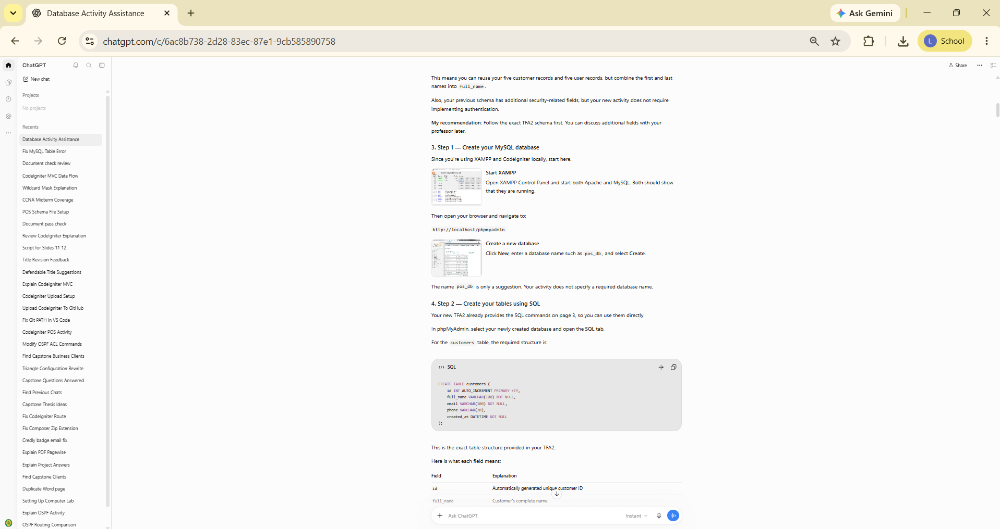 Database Activity Assistance
Ask Gemini
chatgpt.com/c/6ac8b738-2d28-83ec-87e1-9cb585890758
L School
ChatGPT
New chat
Projects
No projects
Recents
Database Activity Assistance
Fix MySQL Table Error
Document check review
CodeIgniter MVC Data Flow
Wildcard Mask Explanation
CCNA Midterm Coverage
POS Schema File Setup
Document pass check
Review CodeIgniter Explanation
Script for Slides 11 12
Title Revision Feedback
Defendable Title Suggestions
Explain CodeIgniter MVC
CodeIgniter Upload Setup
Upload CodeIgniter To GitHub
Fix Git PATH in VS Code
CodeIgniter POS Activity
Modify OSPF ACL Commands
Find Capstone Business Clients
Triangle Configuration Rewrite
Capstone Questions Answered
Find Previous Chats
Capstone Thesis Ideas
Fix CodeIgniter Route
Fix Composer Zip Extension
Credly badge email fix
Explain PDF Pagewise
Explain Project Answers
Find Capstone Clients
Duplicate Word page
Setting Up Computer Lab
Explain OSPF Activity
OSPF Routing Comparison
Share
This means you can reuse your five customer records and five user records, but combine the first and last
names into full_name.
Also, your previous schema has additional security-related fields, but your new activity does not require
implementing authentication.
My recommendation: Follow the exact TFA2 schema first. You can discuss additional fields with your
professor later.
3. Step 1 — Create your MySQL database
Since you're using XAMPP and CodeIgniter locally, start here.
Start XAMPP
Open XAMPP Control Panel and start both Apache and MySQL. Both should show
that they are running.
Then open your browser and navigate to:
http://localhost/phpmyadmin
Create a new database
Click New, enter a database name such as pos_db, and select Create.
The name pos_db is only a suggestion. Your activity does not specify a required database name.
4. Step 2 — Create your tables using SQL
Your new TFA2 already provides the SQL commands on page 3, so you can use them directly.
In phpMyAdmin, select your newly created database and open the SQL tab.
For the customers table, the required structure is:
</> SQL
CREATE TABLE customers (
id INT AUTO_INCREMENT PRIMARY KEY,
full_name VARCHAR(100) NOT NULL,
email VARCHAR(100) NOT NULL,
phone VARCHAR(20),
created_at DATETIME NOT NULL
);
This is the exact table structure provided in your TFA2.
Here is what each field means:
Field Explanation
id Automatically generated unique customer ID
full_name Customer's complete name
Ask ChatGPT
Instant